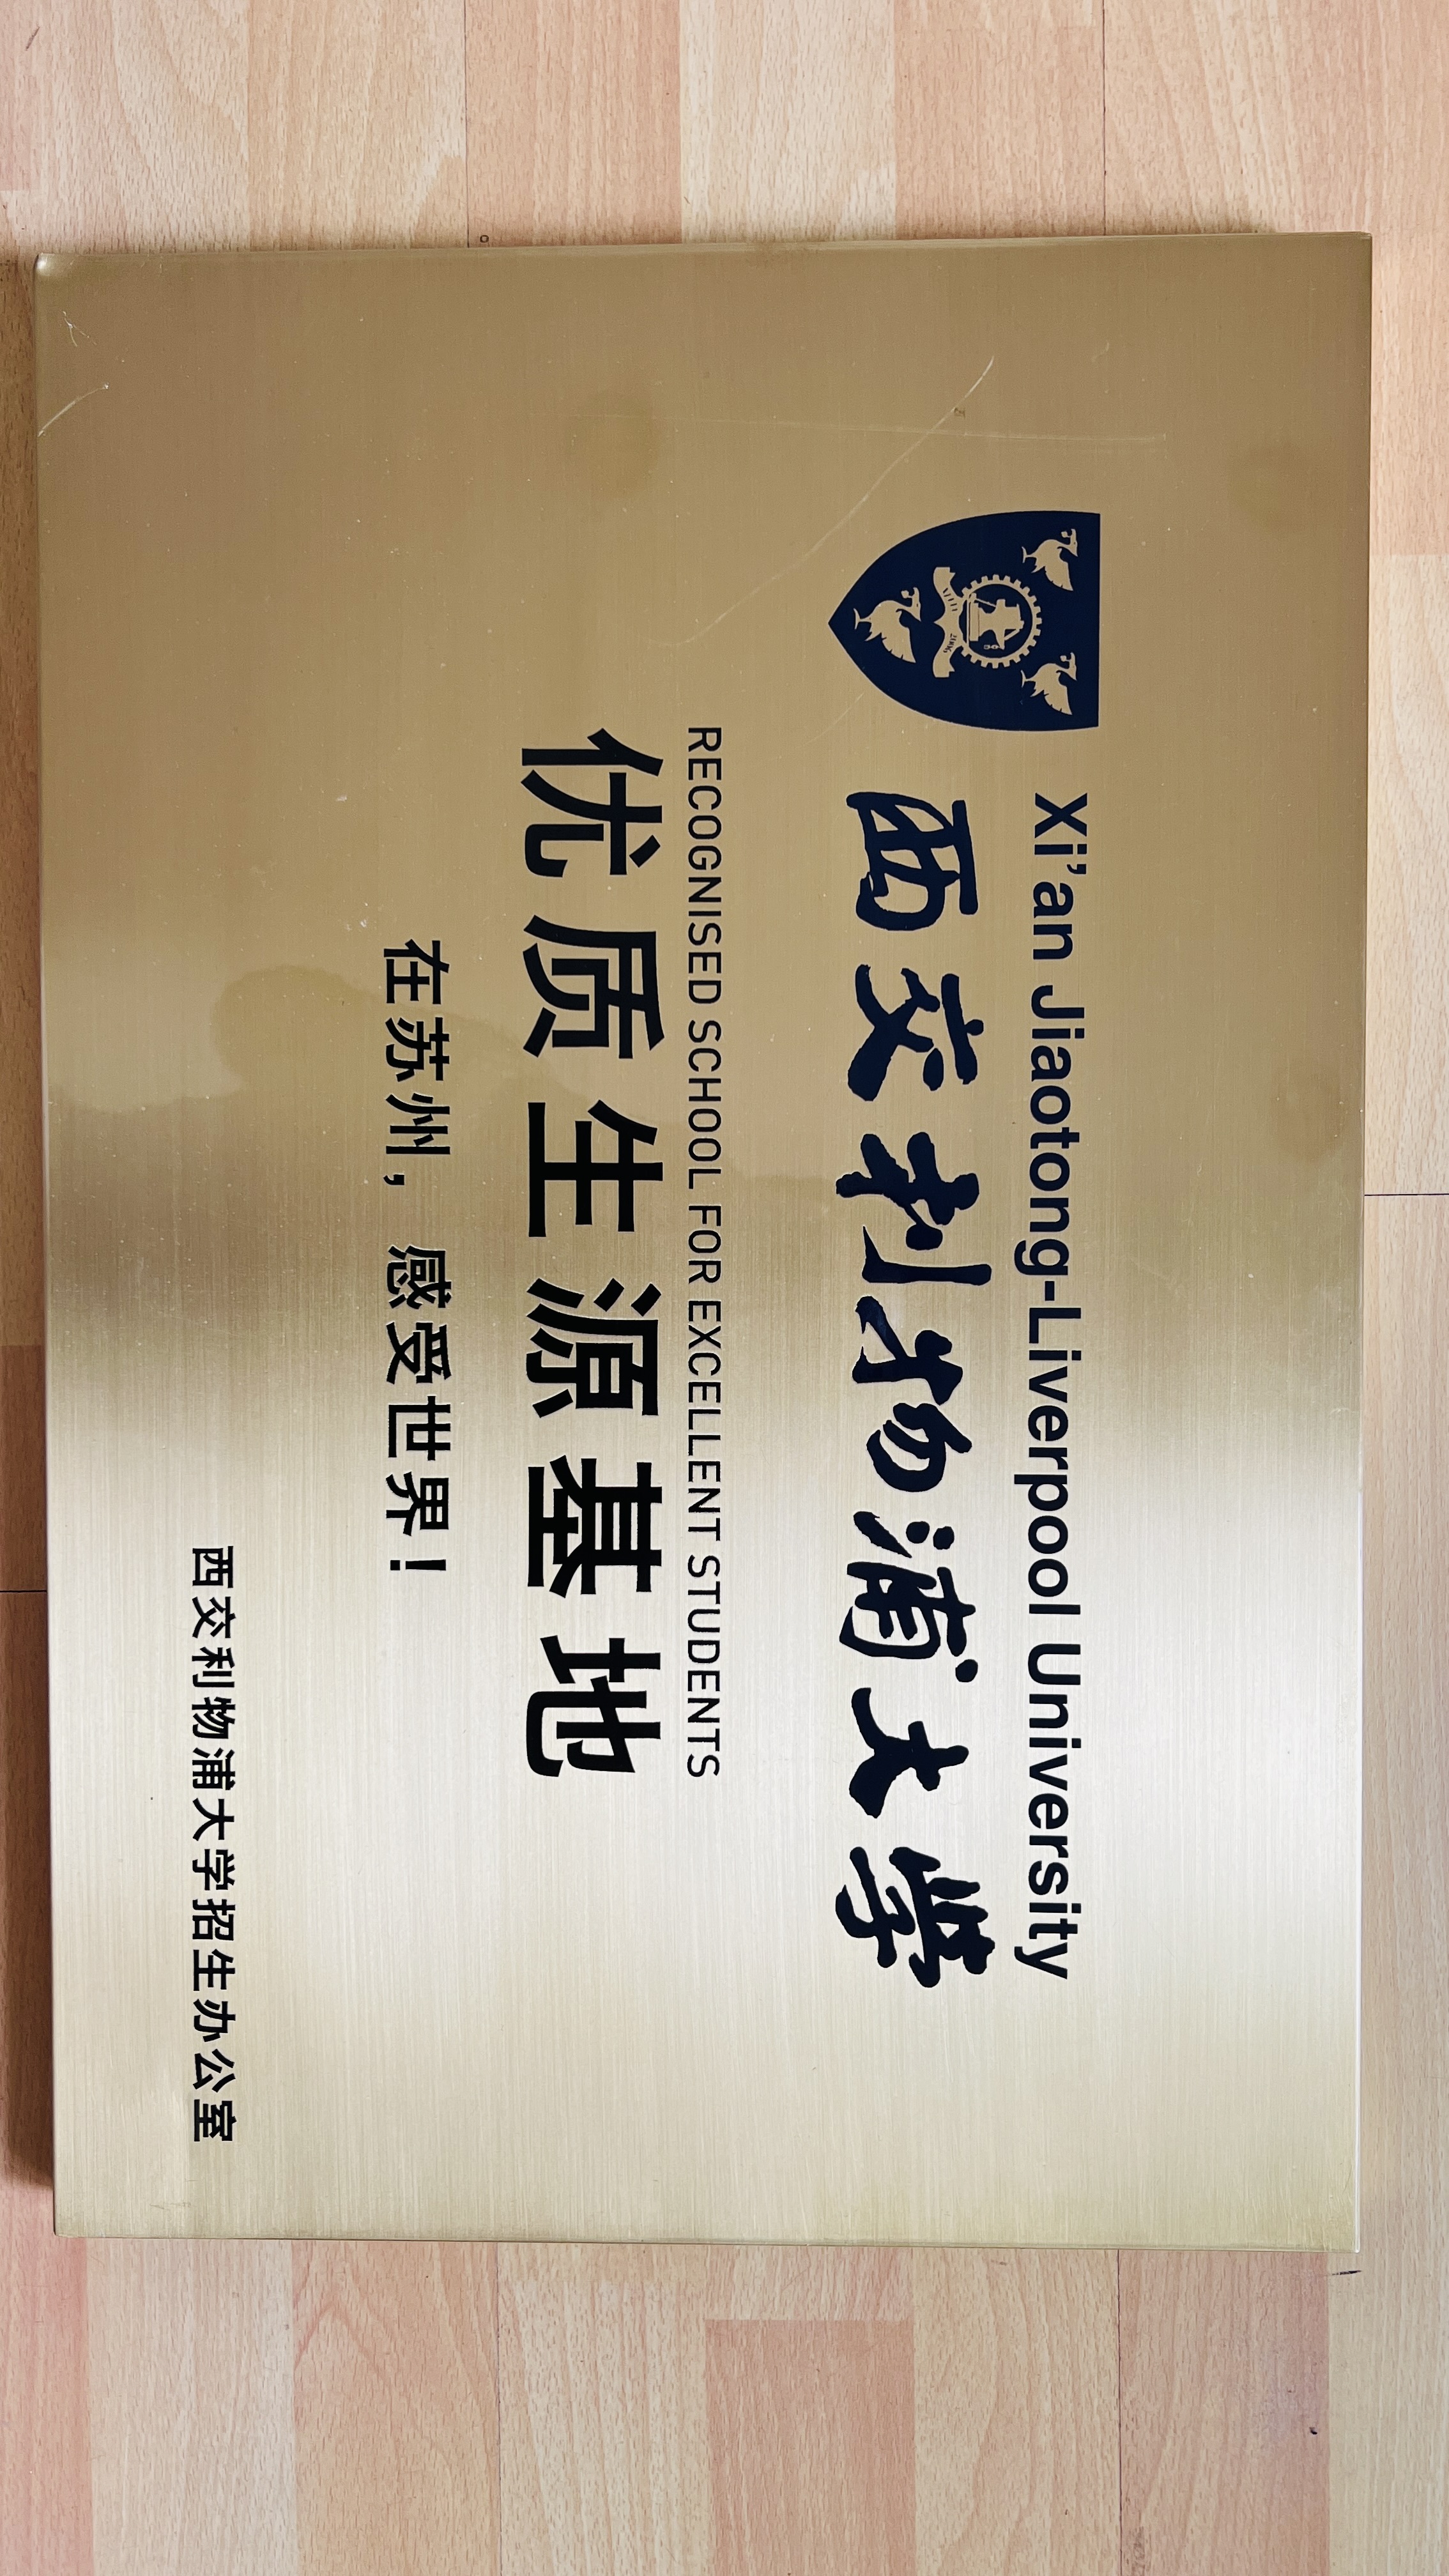 Xi'an Jiaotong-Liverpool University
西交利物浦大学
RECOGNISED SCHOOL FOR EXCELLENT STUDENTS
优质生源基地
在苏州，感受世界！
西交利物浦大学招生办公室